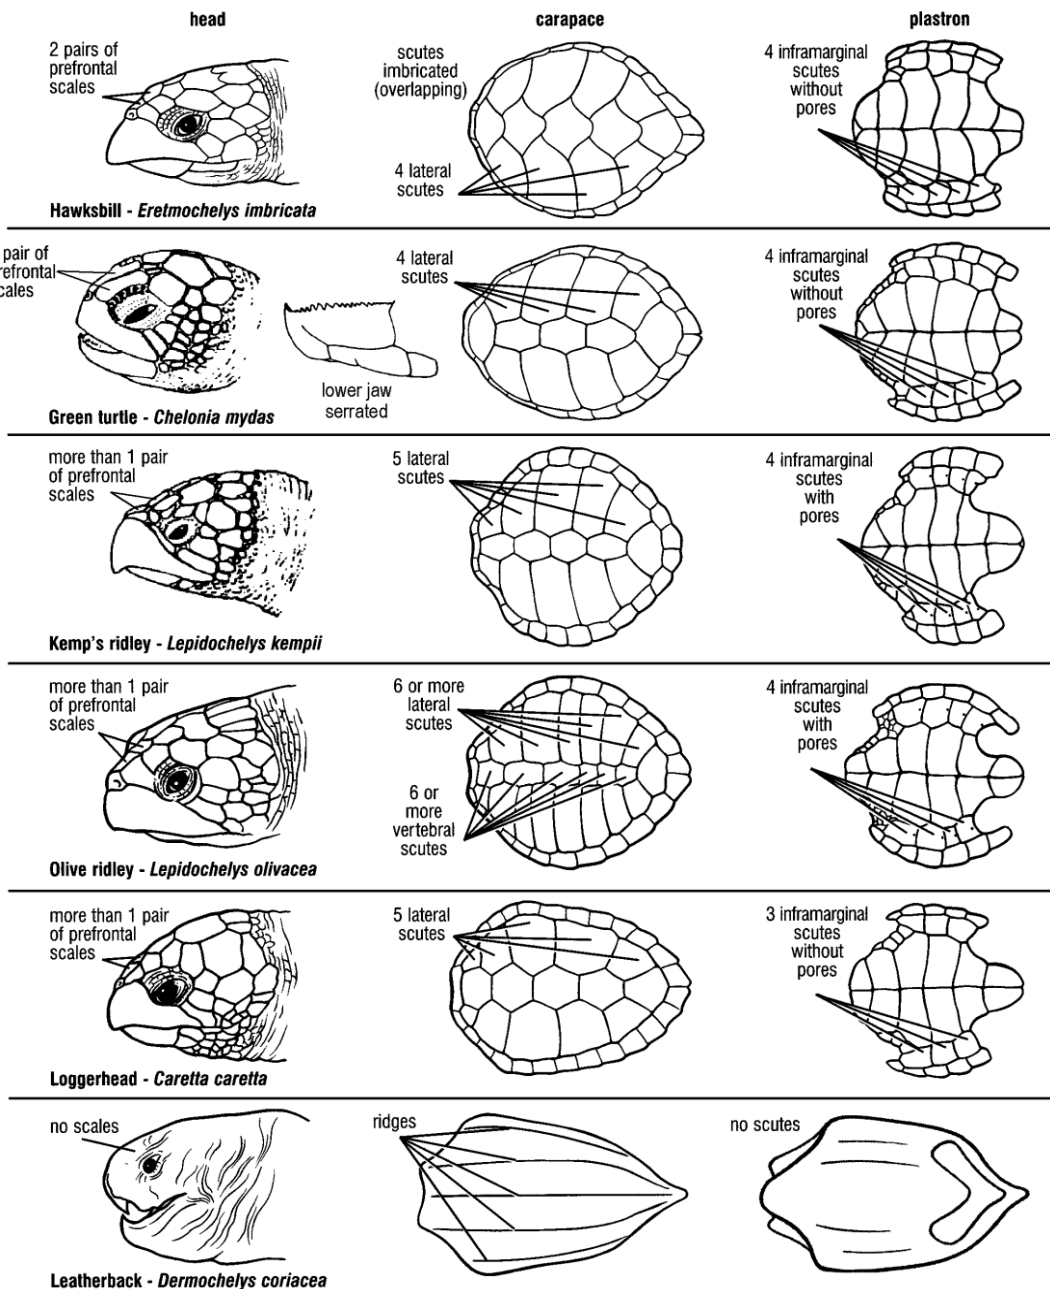 head
carapace
plastron
2 pairs of
prefrontal
scales
scutes
imbricated
(overlapping)
4 lateral
scutes
4 inframarginal
scutes
without
pores
Hawksbill - Eretmochelys imbricata
pair of
refrontal
cales
lower jaw
serrated
4 lateral
scutes
4 inframarginal
scutes
without
pores
Green turtle - Chelonia mydas
more than 1 pair
of prefrontal
scales
5 lateral
scutes
4 inframarginal
scutes
with
pores
Kemp's ridley - Lepidochelys kempii
more than 1 pair
of prefrontal
scales
6 or more
lateral
scutes
6 or
more
vertebral
scutes
4 inframarginal
scutes
with
pores
Olive ridley - Lepidochelys olivacea
more than 1 pair
of prefrontal
scales
5 lateral
scutes
3 inframarginal
scutes
without
pores
Loggerhead - Caretta caretta
no scales
ridges
no scutes
Leatherback - Dermochelys coriacea